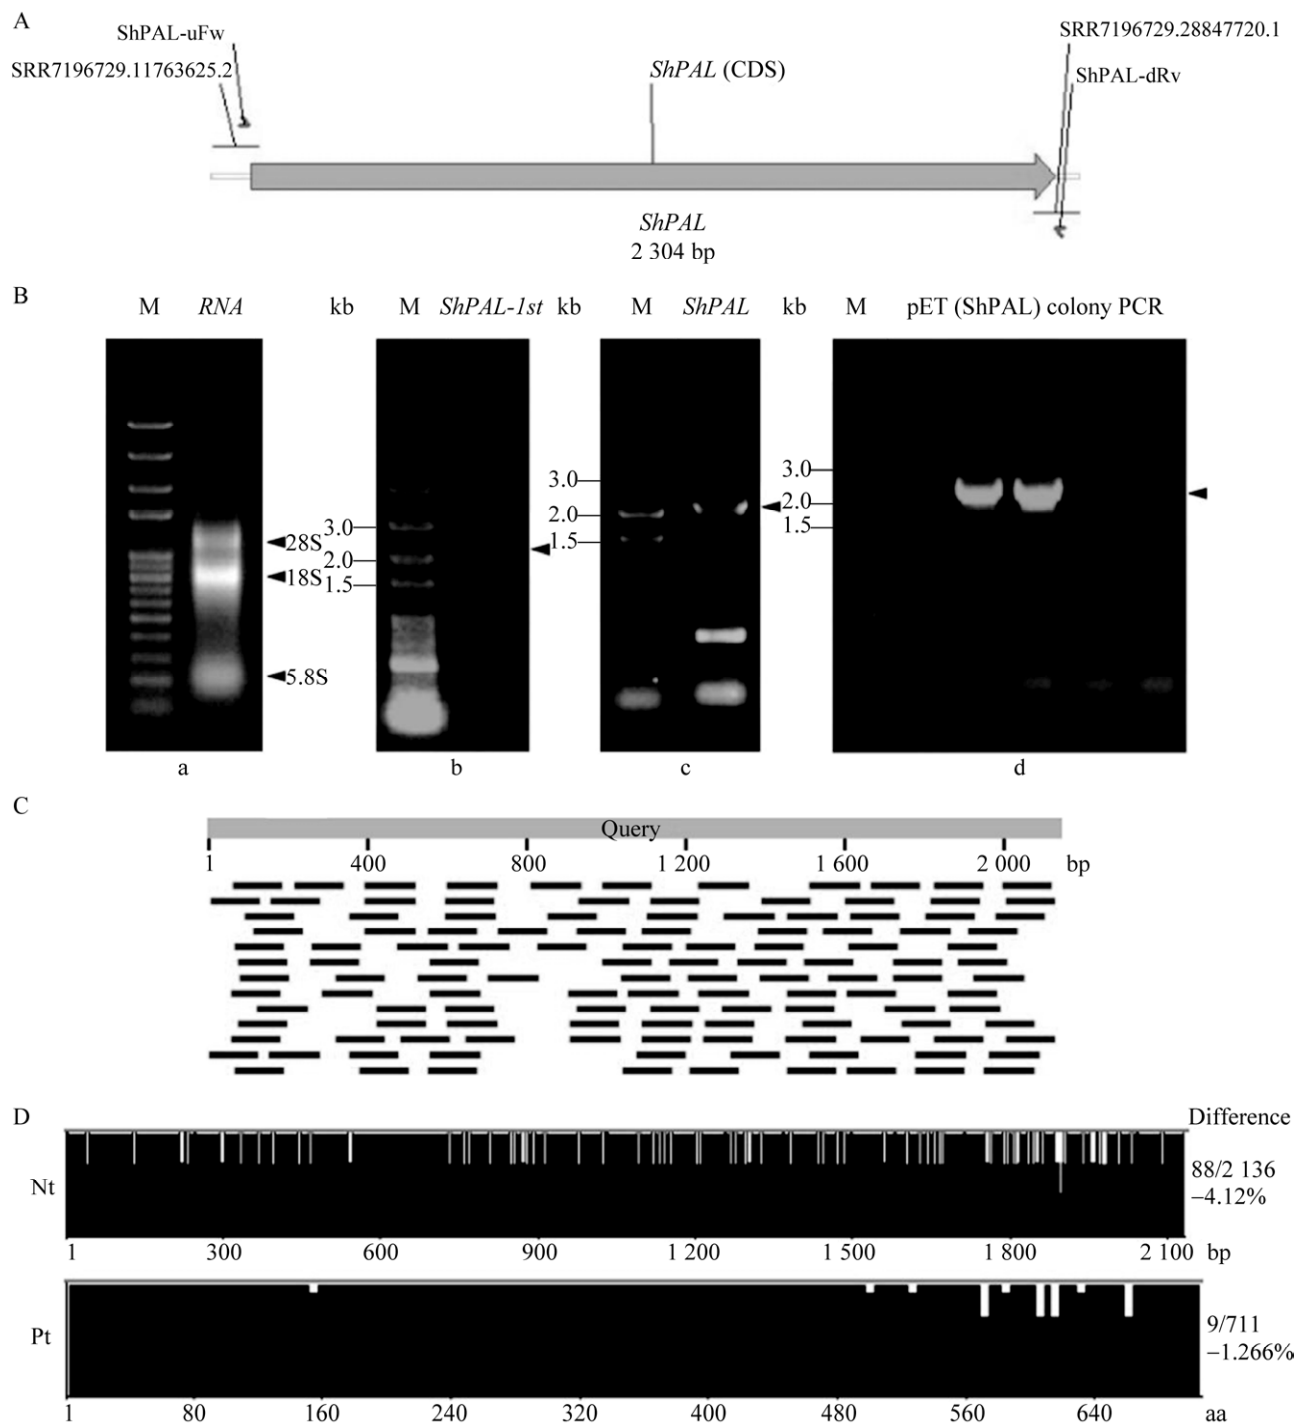 A
ShPAL-uFw
SRR7196729.28847720.1
SRR7196729.11763625.2
ShPAL (CDS)
ShPAL-dRv
ShPAL
2 304 bp
B
M RNA kb M ShPAL-1st kb M ShPAL kb M pET (ShPAL) colony PCR
28S
18S
5.8S
3.0
2.0
1.5
3.0
2.0
1.5
3.0
2.0
1.5
a b c d
C
Query
1 400 800 1 200 1 600 2 000 bp
D
Difference
Nt
88/2 136
−4.12%
1 300 600 900 1 200 1 500 1 800 2 100 bp
Pt
9/711
−1.266%
1 80 160 240 320 400 480 560 640 aa